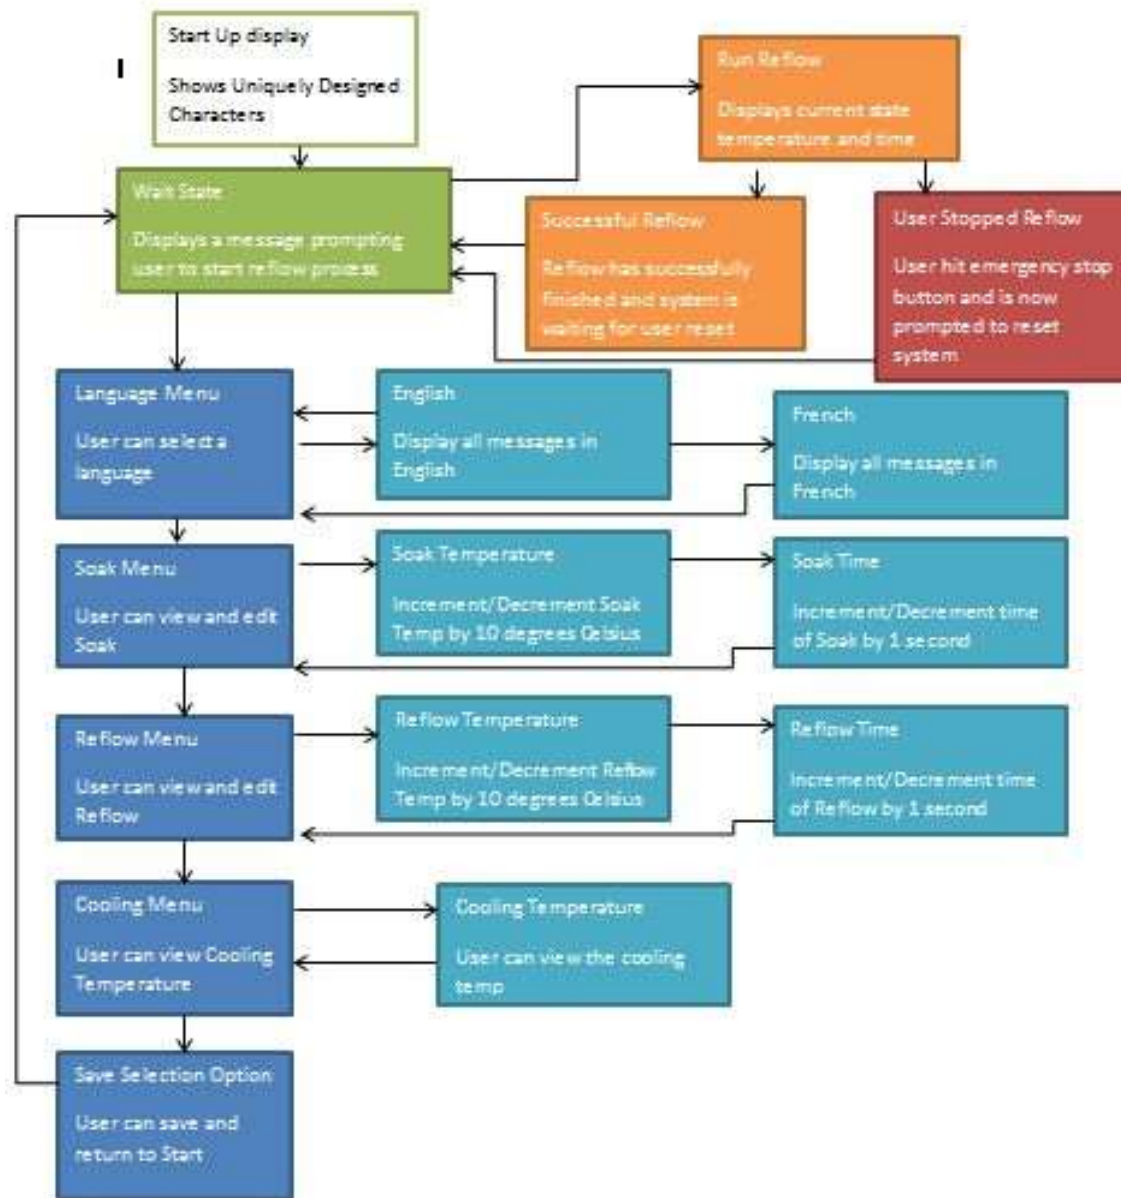 Start Up display
Shows Uniquely Designed
Characters
Run Reflow
Displays current state
temperature and time
Wait State
Displays a message prompting
user to start reflow process
Successful Reflow
Reflow has successfully
finished and system is
waiting for user reset
User Stopped Reflow
User hit emergency stop
button and is now
prompted to reset
system
Language Menu
User can select a
language
English
Display all messages in
English
French
Display all messages in
French
Soak Menu
User can view and edit
Soak
Soak Temperature
Increment/Decrement Soak
Temp by 10 degrees Celsius
Soak Time
Increment/Decrement time
of Soak by 1 second
Reflow Menu
User can view and edit
Reflow
Reflow Temperature
Increment/Decrement Reflow
Temp by 10 degrees Celsius
Reflow Time
Increment/Decrement time
of Reflow by 1 second
Cooling Menu
User can view Cooling
Temperature
Cooling Temperature
User can view the cooling
temp
Save Selection Option
User can save and
return to Start